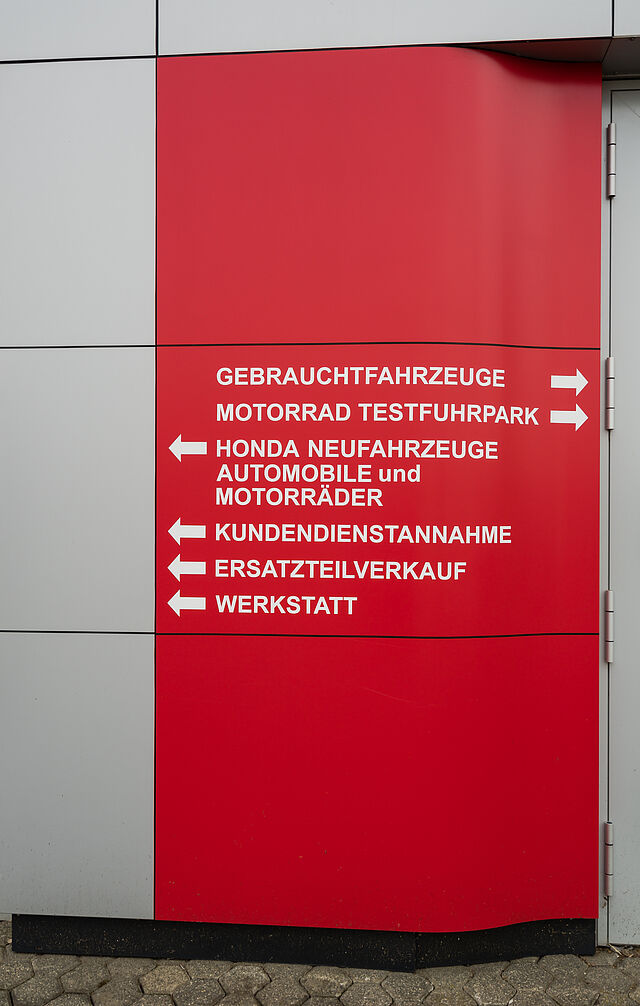 GEBRAUCHTFAHRZEUGE
MOTORRAD TESTFUHRPARK
HONDA NEUFAHRZEUGE
AUTOMOBILE und
MOTORRÄDER
KUNDENDIENSTANNAHME
ERSATZTEILVERKAUF
WERKSTATT